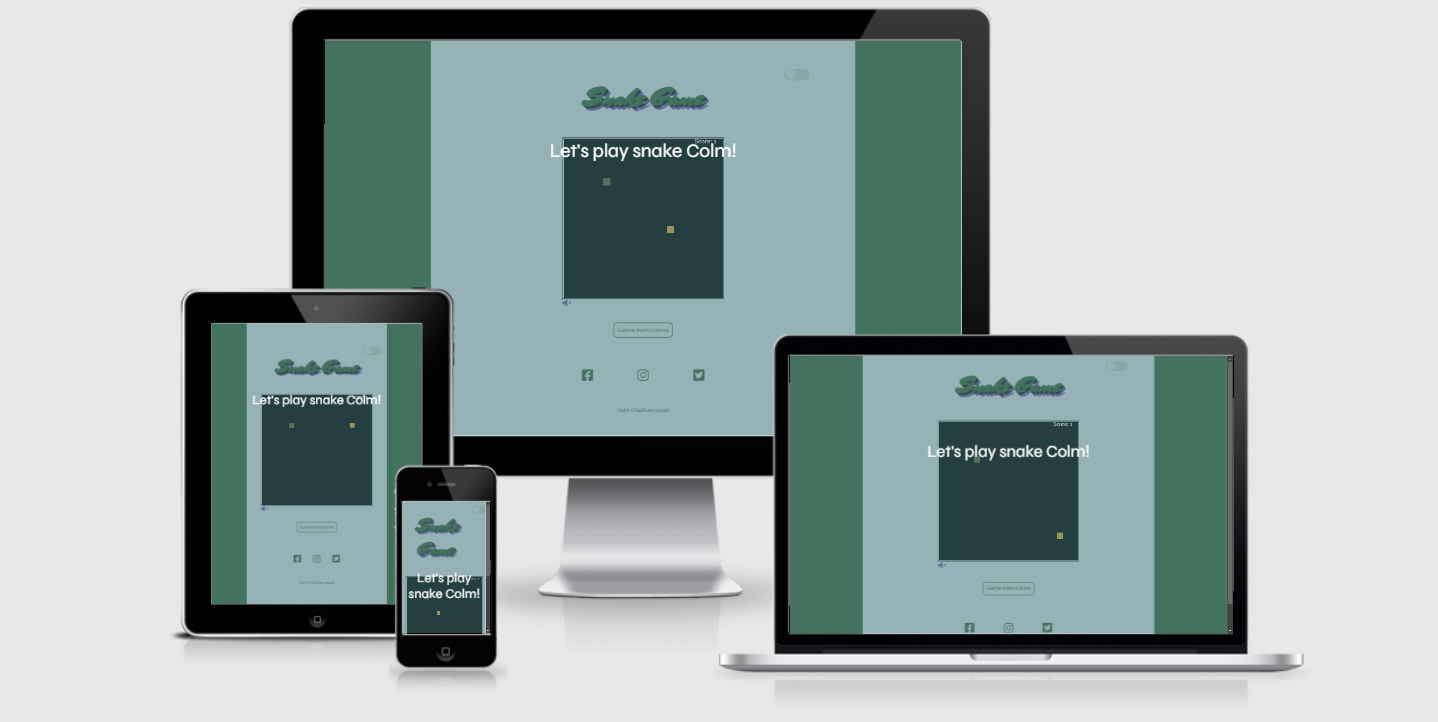 Snake Game
Score: 1
Let's play snake Colm!
Game instructions
Colm O'Sullivan 2026
Snake Game
Let's play snake Colm!
Game instructions
Snake
Game
Let's play
snake Colm!
Snake Game
Score: 1
Let's play snake Colm!
Game instructions